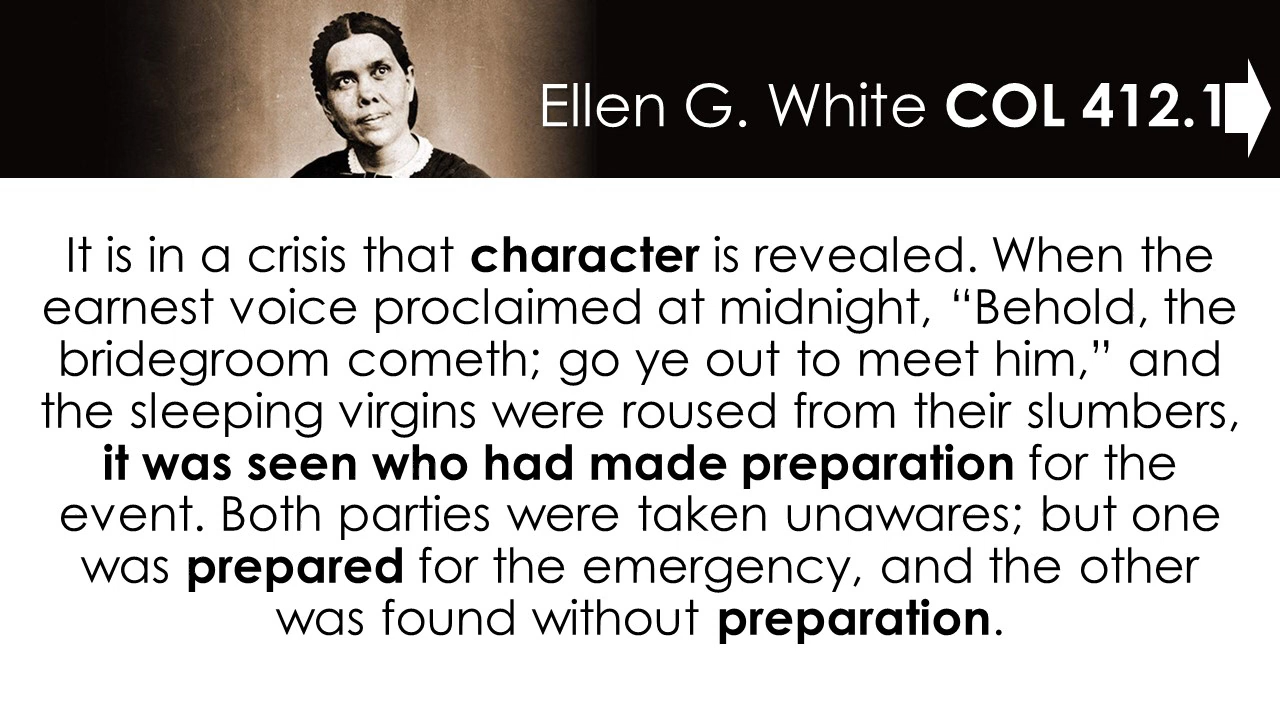 Ellen G. White COL 412.1
It is in a crisis that character is revealed. When the
earnest voice proclaimed at midnight, “Behold, the
bridegroom cometh; go ye out to meet him,” and
the sleeping virgins were roused from their slumbers,
it was seen who had made preparation for the
event. Both parties were taken unawares; but one
was prepared for the emergency, and the other
was found without preparation.